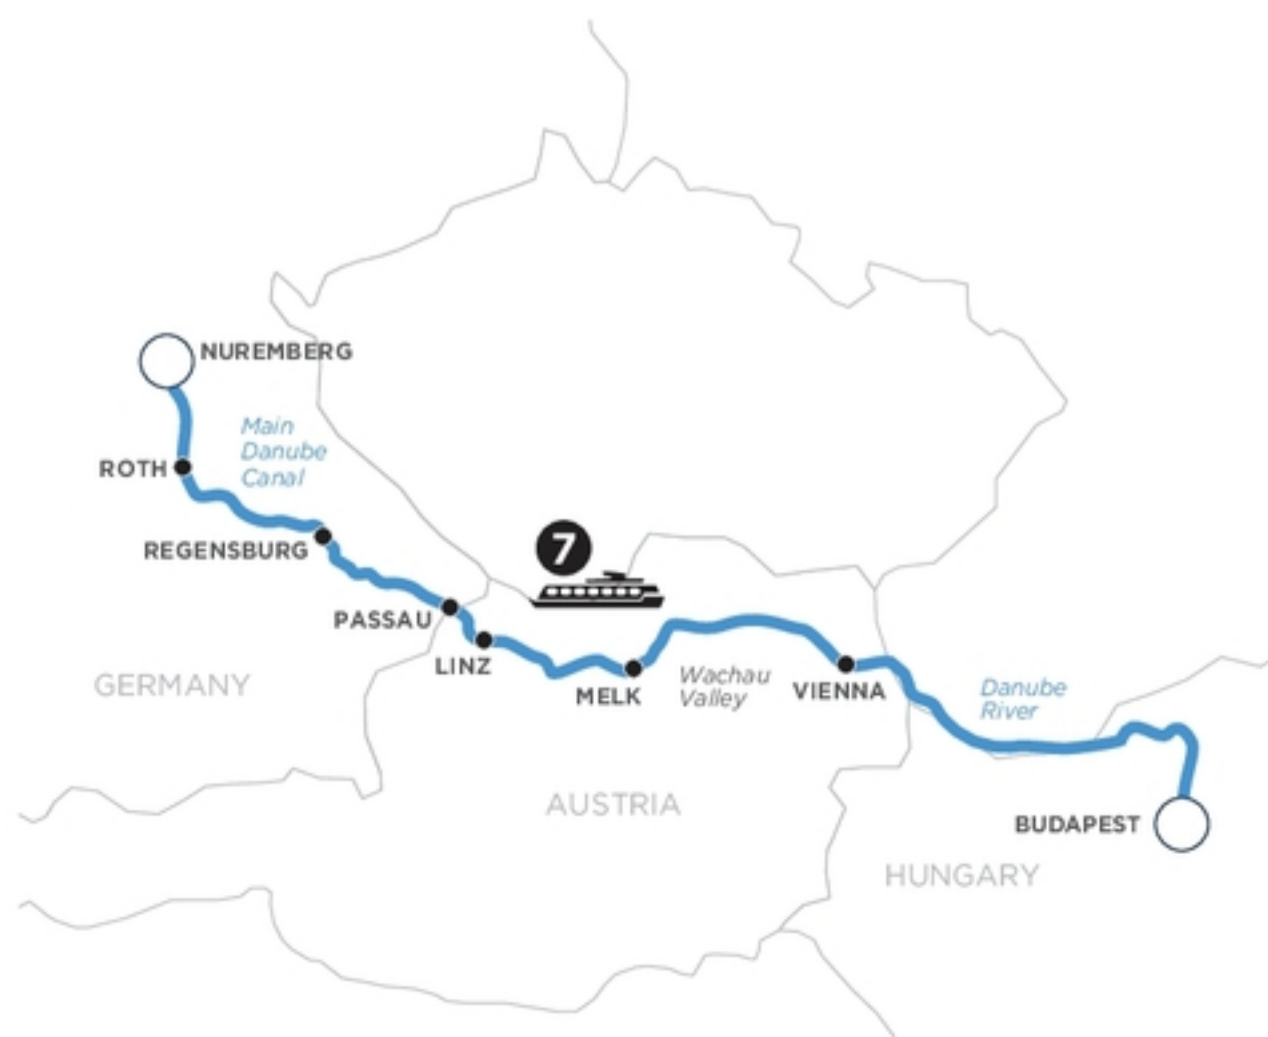 NUREMBERG
Main
Danube
Canal
ROTH
REGENSBURG
7
PASSAU
LINZ
MELK
Wachau
Valley
VIENNA
GERMANY
Danube
River
AUSTRIA
BUDAPEST
HUNGARY